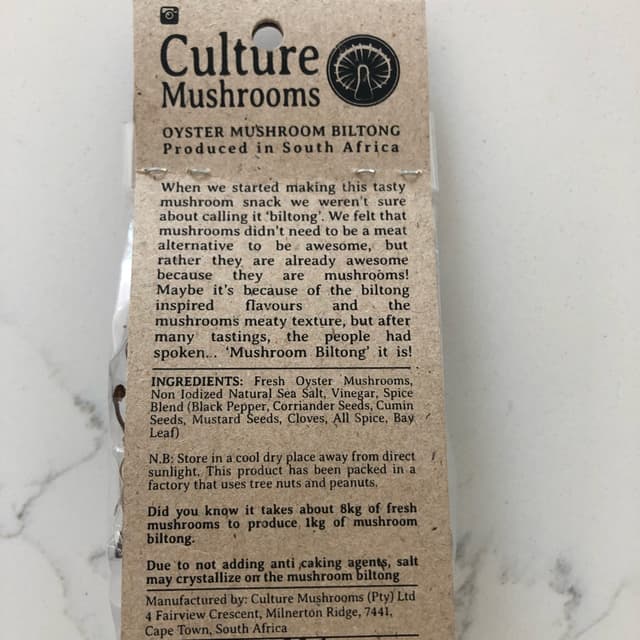 Culture
Mushrooms
OYSTER MUSHROOM BILTONG
Produced in South Africa
When we started making this tasty
mushroom snack we weren't sure
about calling it 'biltong'. We felt that
mushrooms didn't need to be a meat
alternative to be awesome, but
rather they are already awesome
because they are mushrooms!
Maybe it's because of the biltong
inspired flavours and the
mushrooms meaty texture, but after
many tastings, the people had
spoken... 'Mushroom Biltong' it is!
INGREDIENTS: Fresh Oyster Mushrooms,
Non Iodized Natural Sea Salt, Vinegar, Spice
Blend (Black Pepper, Corriander Seeds, Cumin
Seeds, Mustard Seeds, Cloves, All Spice, Bay
Leaf)
N.B: Store in a cool dry place away from direct
sunlight. This product has been packed in a
factory that uses tree nuts and peanuts.
Did you know it takes about 8kg of fresh
mushrooms to produce 1kg of mushroom
biltong.
Due to not adding anti caking agents, salt
may crystallize on the mushroom biltong
Manufactured by: Culture Mushrooms (Pty) Ltd
4 Fairview Crescent, Milnerton Ridge, 7441,
Cape Town, South Africa